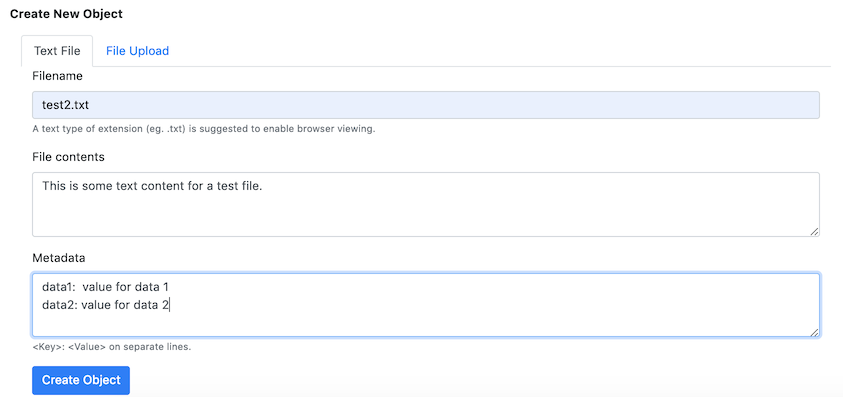 Create New Object
Text File
File Upload
Filename
test2.txt
A text type of extension (eg. .txt) is suggested to enable browser viewing.
File contents
This is some text content for a test file.
Metadata
data1:  value for data 1
data2: value for data 2
<Key>: <Value> on separate lines.
Create Object